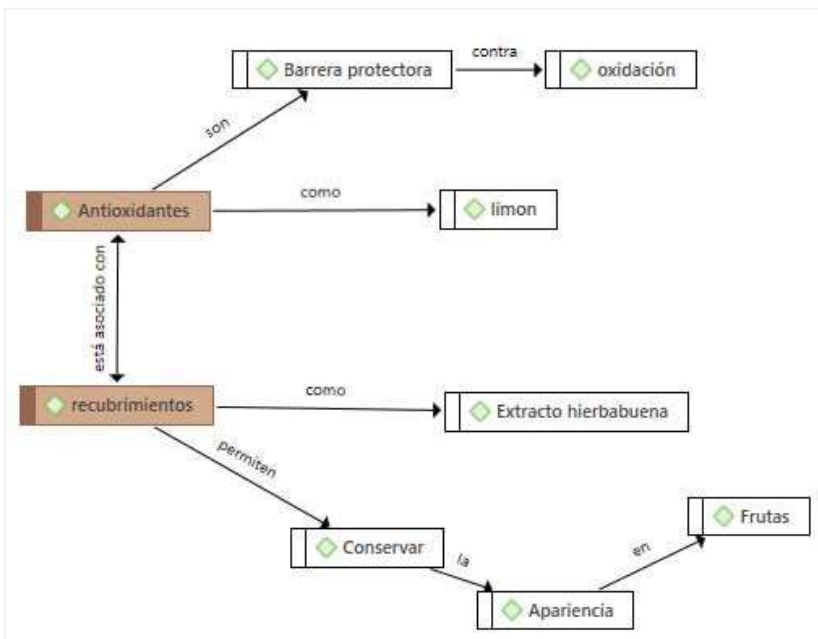 Barrera protectora
contra
oxidación
son
Antioxidantes
como
limon
está asociado con
recubrimientos
como
Extracto hierbabuena
permiten
Conservar
la
Apariencia
en
Frutas